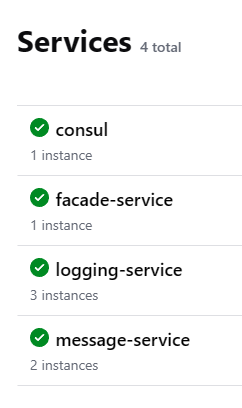 Services 4 total
consul
1 instance
facade-service
1 instance
logging-service
3 instances
message-service
2 instances